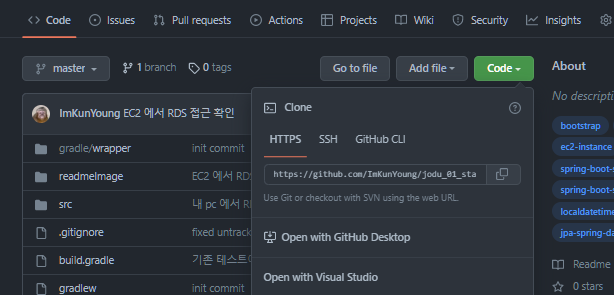 Code Issues Pull requests Actions Projects Wiki Security Insights
master 1 branch 0 tags Go to file Add file Code About
ImKunYoung EC2 에서 RDS 접근 확인
gradle/wrapper init commit
readmeImage EC2 에서
src 내 pc 에서
.gitignore fixed untrack
build.gradle 기존 테스트
gradlew init commit
Clone
HTTPS SSH GitHub CLI
https://github.com/ImKunYoung/jodu_01_sta
Use Git or checkout with SVN using the web URL.
Open with GitHub Desktop
Open with Visual Studio
No descripti
bootstrap
ec2-instance
spring-boot-s
spring-boot-s
localdatetime
jpa-spring-da
Readme
0 stars